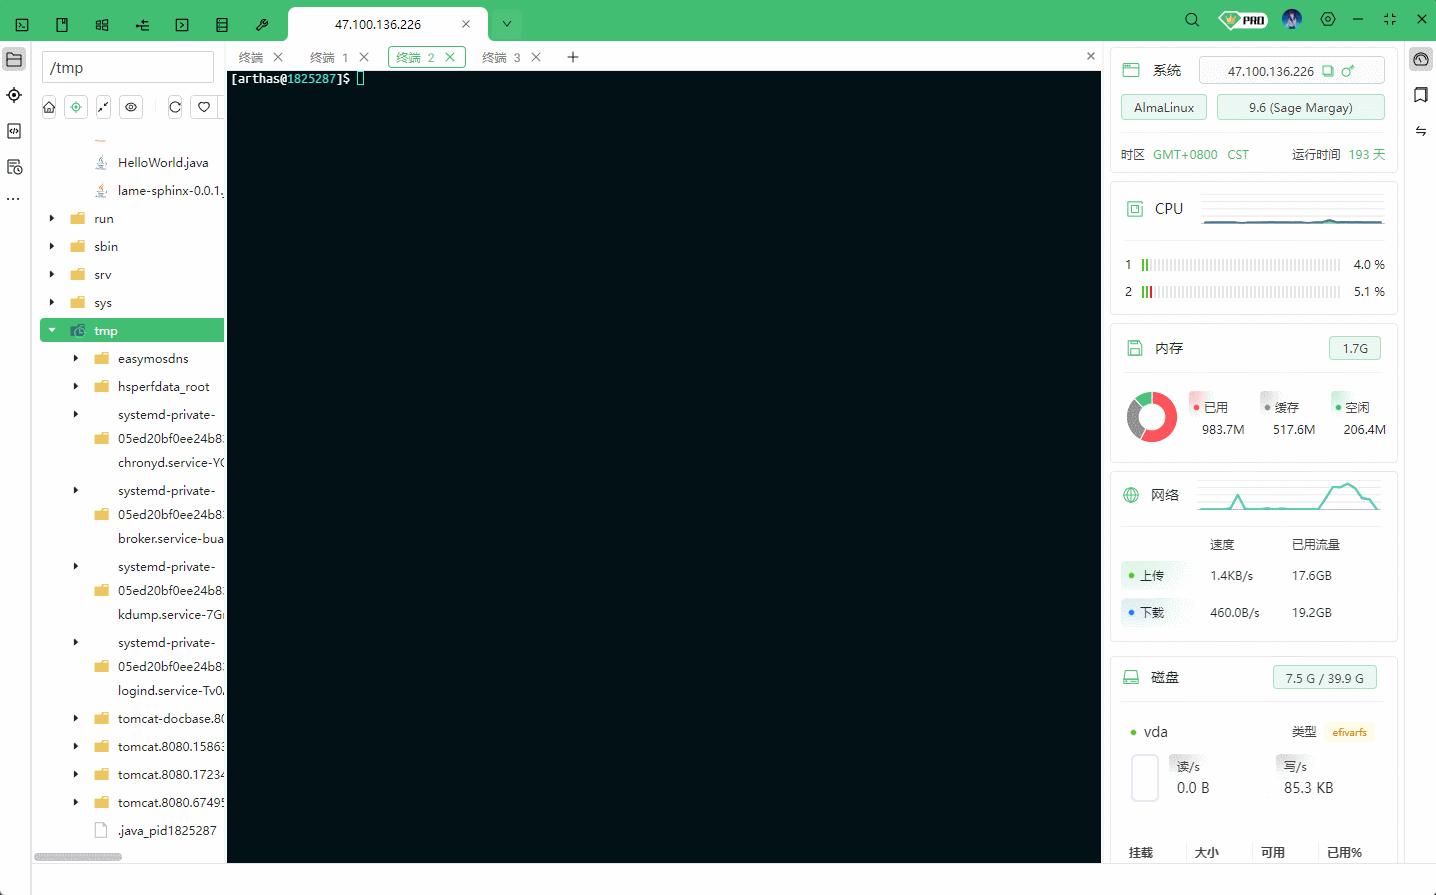 47.100.136.226
PRO
/tmp
HelloWorld.java
lame-sphinx-0.0.1.
run
sbin
srv
sys
tmp
easymosdns
hsperfdata_root
systemd-private-
05ed20bf0ee24b8
chronyd.service-Y
systemd-private-
05ed20bf0ee24b8
broker.service-bua
systemd-private-
05ed20bf0ee24b8
kdump.service-7G
systemd-private-
05ed20bf0ee24b8
logind.service-Tv0
tomcat-docbase.80
tomcat.8080.15863
tomcat.8080.17234
tomcat.8080.67495
.java_pid1825287
终端
终端 1
终端 2
终端 3
[arthas@1825287]$
系统
47.100.136.226
AlmaLinux
9.6 (Sage Margay)
时区 GMT+0800 CST
运行时间 193 天
CPU
1 4.0 %
2 5.1 %
内存
1.7G
已用 缓存 空闲
983.7M 517.6M 206.4M
网络
速度 已用流量
上传 1.4KB/s 17.6GB
下载 460.0B/s 19.2GB
磁盘
7.5 G / 39.9 G
vda 类型 efivarfs
读/s 写/s
0.0 B 85.3 KB
挂载 大小 可用 已用%